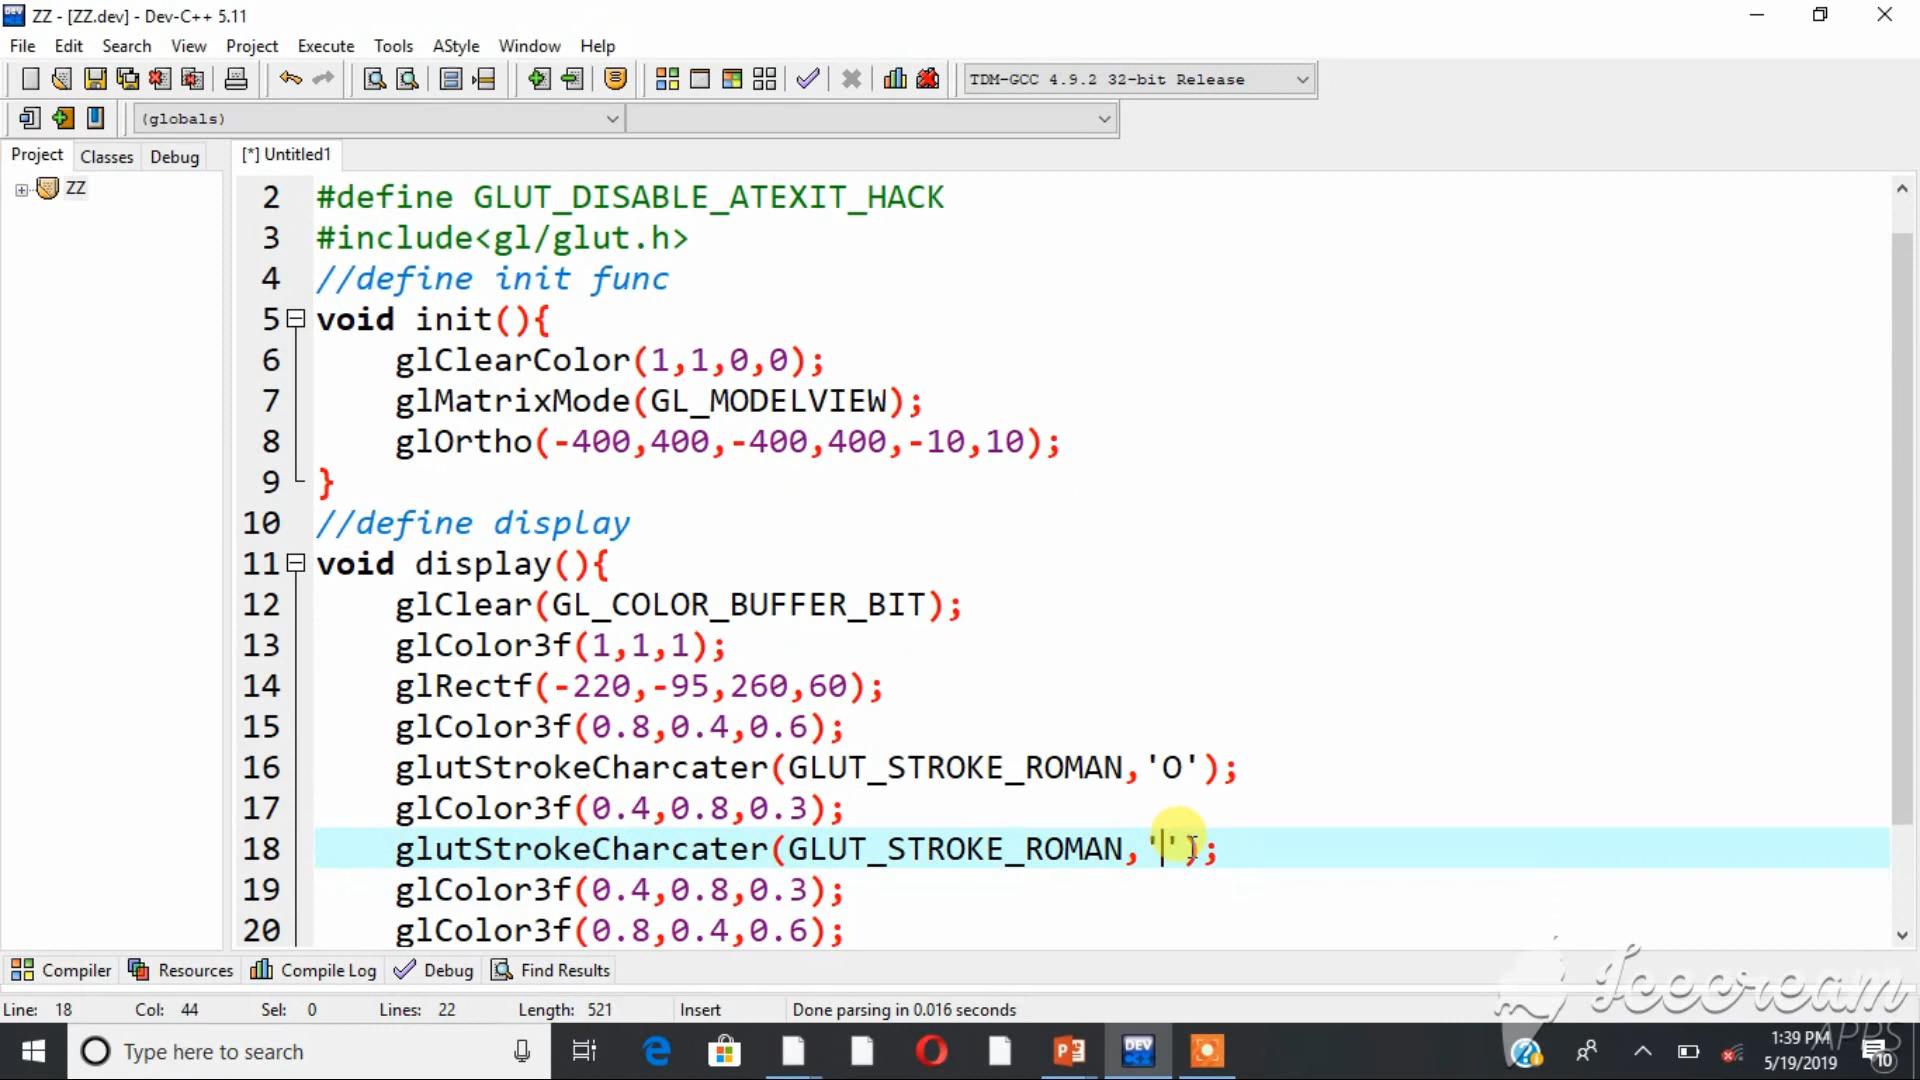 ZZ - [ZZ.dev] - Dev-C++ 5.11
File Edit Search View Project Execute Tools AStyle Window Help
TDM-GCC 4.9.2 32-bit Release
(globals)
Project Classes Debug
[*] Untitled1
ZZ
2 #define GLUT_DISABLE_ATEXIT_HACK
3 #include<gl/glut.h>
4 //define init func
5 void init(){
6 glClearColor(1,1,0,0);
7 glMatrixMode(GL_MODELVIEW);
8 glOrtho(-400,400,-400,400,-10,10);
9 }
10 //define display
11 void display(){
12 glClear(GL_COLOR_BUFFER_BIT);
13 glColor3f(1,1,1);
14 glRectf(-220,-95,260,60);
15 glColor3f(0.8,0.4,0.6);
16 glutStrokeCharcater(GLUT_STROKE_ROMAN,'O');
17 glColor3f(0.4,0.8,0.3);
18 glutStrokeCharcater(GLUT_STROKE_ROMAN,'');
19 glColor3f(0.4,0.8,0.3);
20 glColor3f(0.8,0.4,0.6);
Compiler Resources Compile Log Debug Find Results
Line: 18 Col: 44 Sel: 0 Lines: 22 Length: 521 Insert Done parsing in 0.016 seconds
Icecream
APPS
Type here to search
DEV
1:39 PM
5/19/2019
10